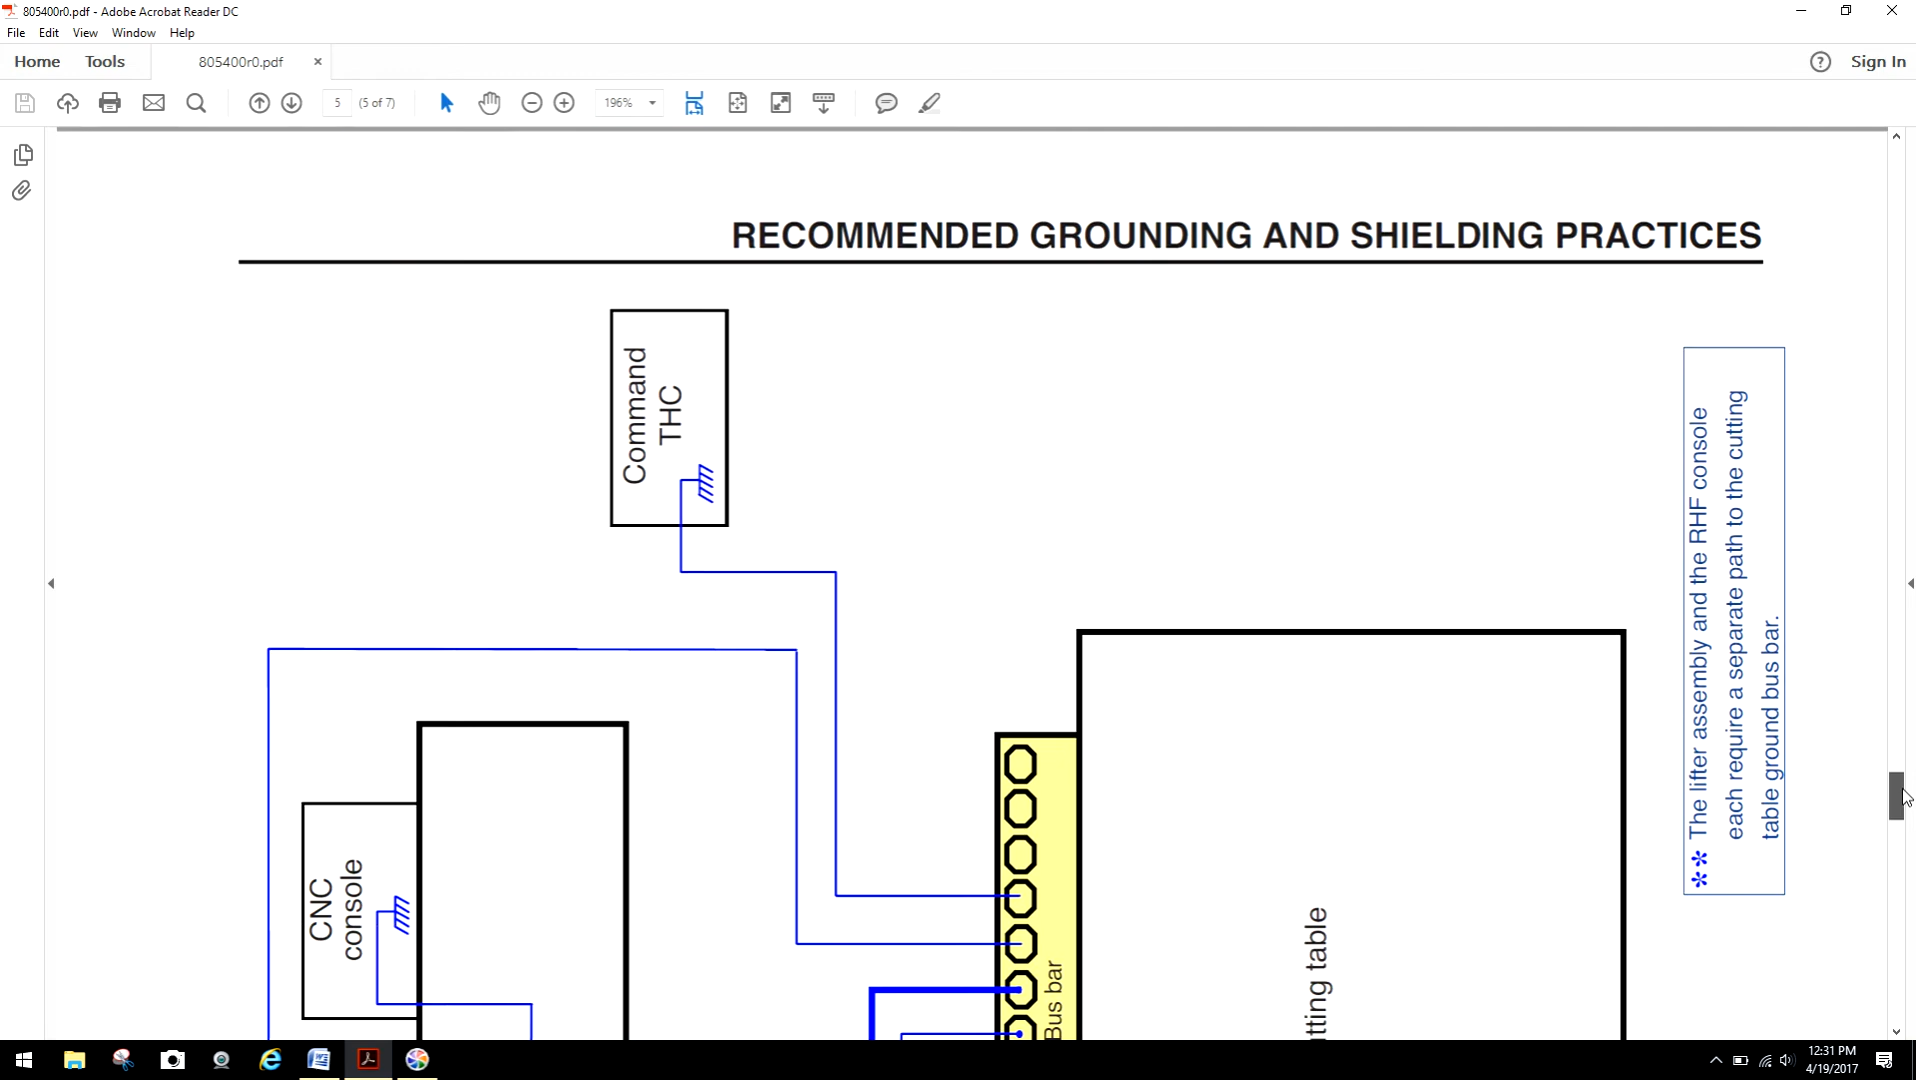 805400r0.pdf - Adobe Acrobat Reader DC
File Edit View Window Help
Home Tools 805400r0.pdf × Sign In
5 (5 of 7) 196%
RECOMMENDED GROUNDING AND SHIELDING PRACTICES
Command
THC
** The lifter assembly and the RHF console
each require a separate path to the cutting
table ground bus bar.
CNC
console
Bus bar
utting table
12:31 PM
4/19/2017